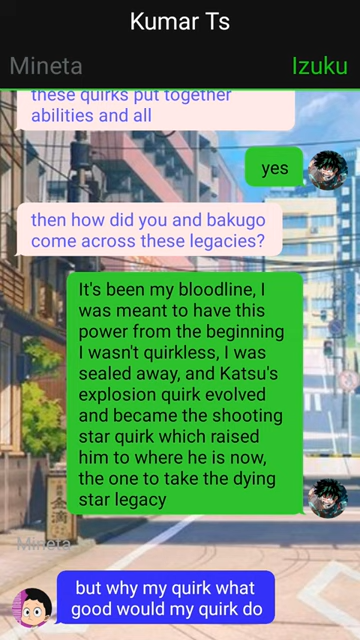 Kumar Ts
Mineta
Izuku
these quirks put together
abilities and all
yes
then how did you and bakugo
come across these legacies?
It's been my bloodline, I
was meant to have this
power from the beginning
I wasn't quirkless, I was
sealed away, and Katsu's
explosion quirk evolved
and became the shooting
star quirk which raised
him to where he is now,
the one to take the dying
star legacy
Mineta
but why my quirk what
good would my quirk do